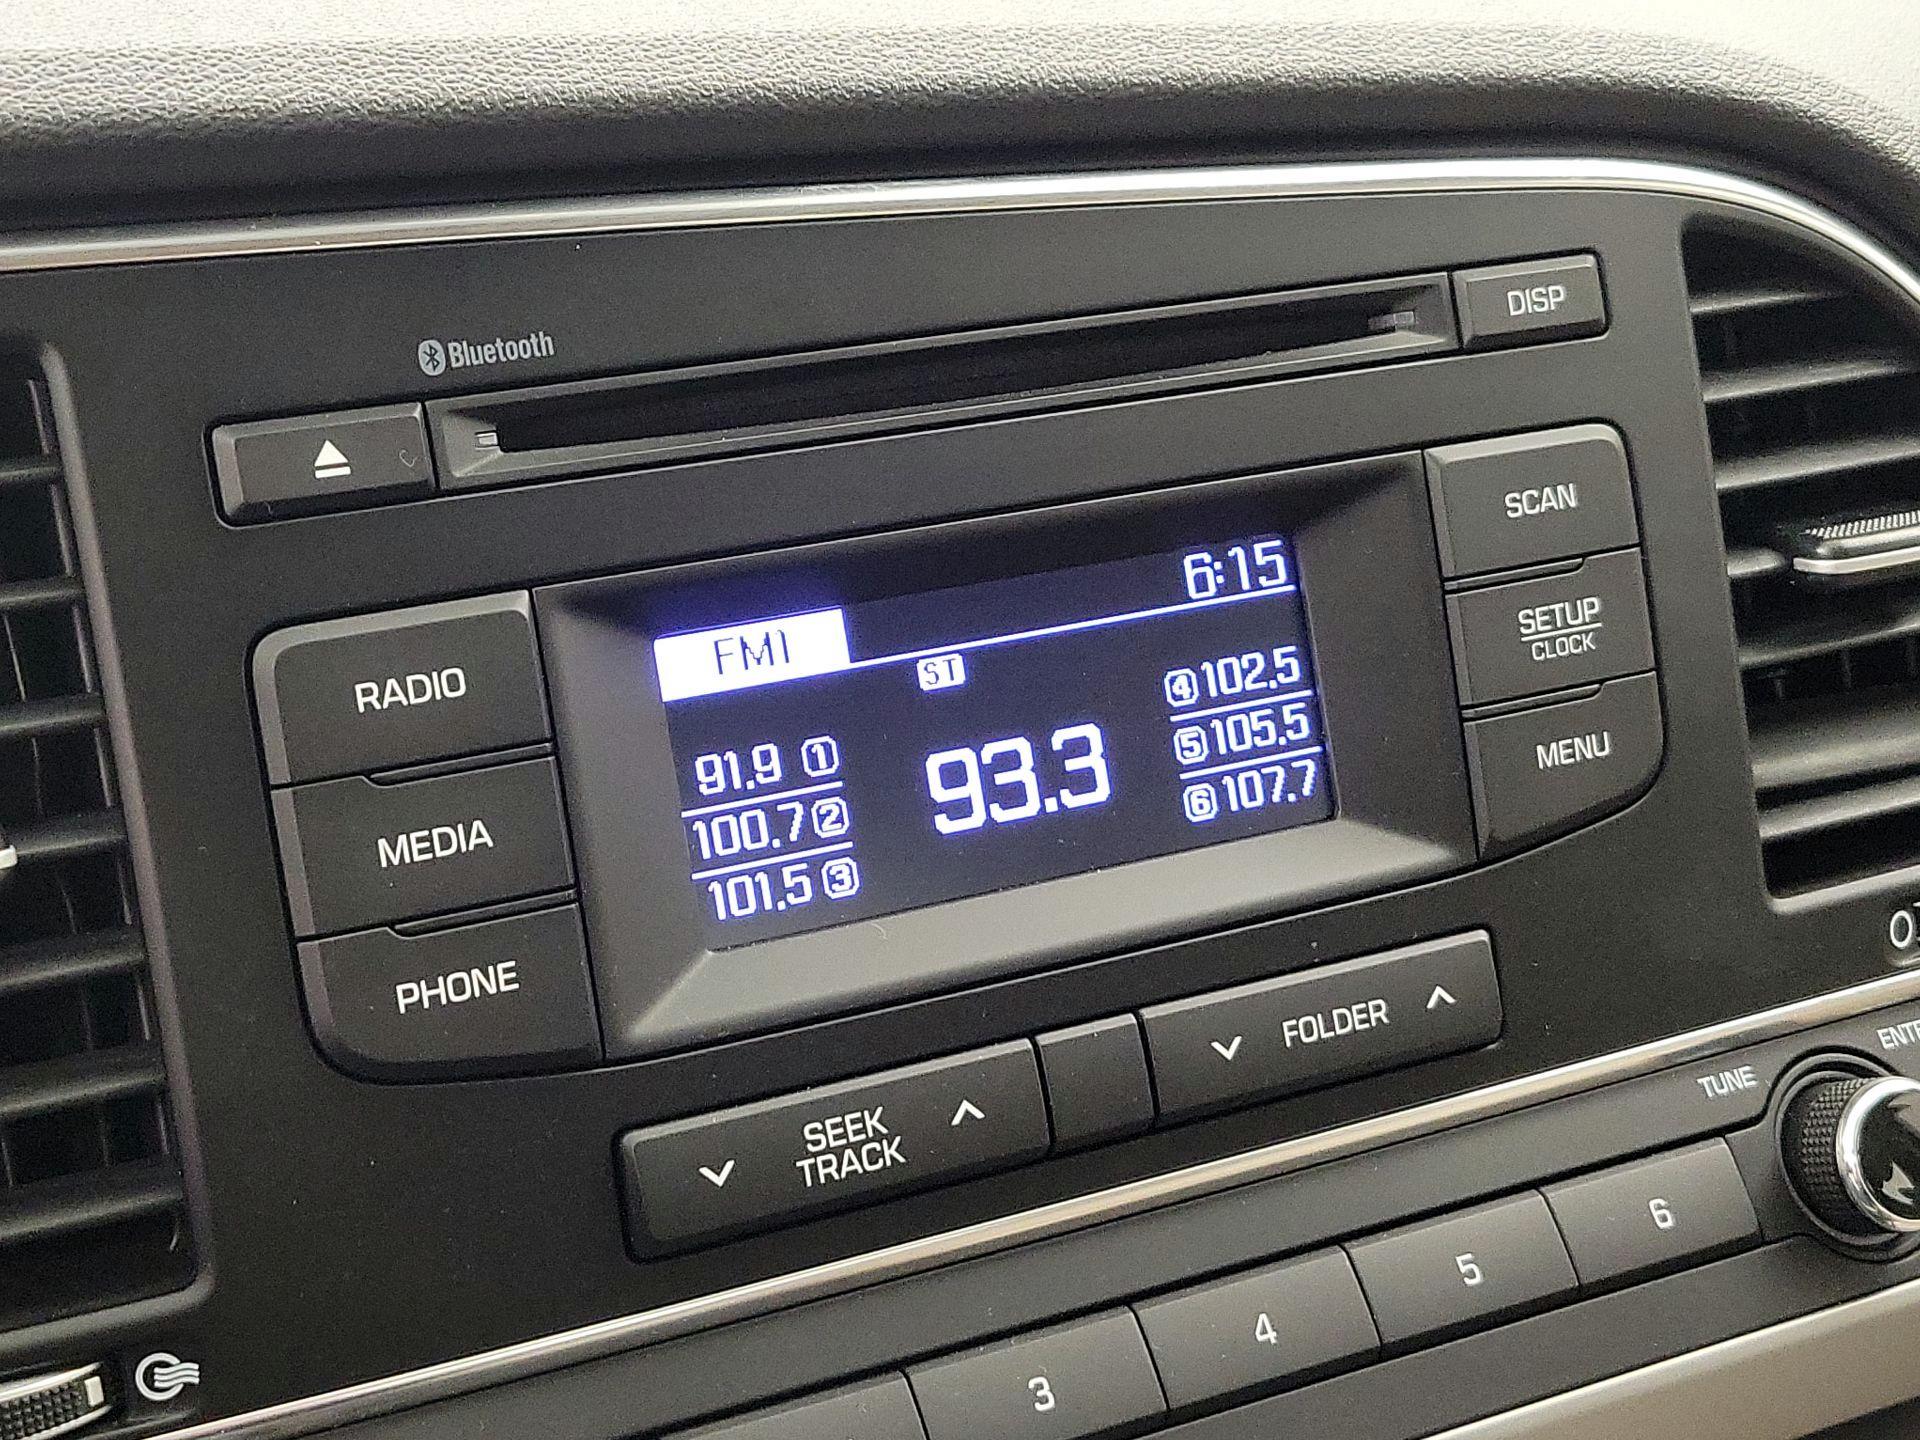 Bluetooth
DISP
SCAN
SETUP
CLOCK
MENU
RADIO
MEDIA
PHONE
6:15
FM1
ST
91.9 1
100.7 2
101.5 3
93.3
4 102.5
5 105.5
6 107.7
SEEK
TRACK
FOLDER
TUNE
3
4
5
6